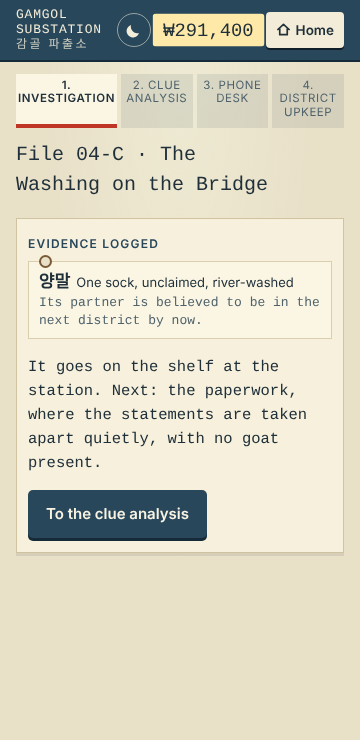 GAMGOL
SUBSTATION
감골 파출소
₩291,400
Home
1.
INVESTIGATION
2. CLUE
ANALYSIS
3. PHONE
DESK
4.
DISTRICT
UPKEEP
File 04-C · The
Washing on the Bridge
EVIDENCE LOGGED
양말 One sock, unclaimed, river-washed
Its partner is believed to be in the
next district by now.
It goes on the shelf at the
station. Next: the paperwork,
where the statements are taken
apart quietly, with no goat
present.
To the clue analysis